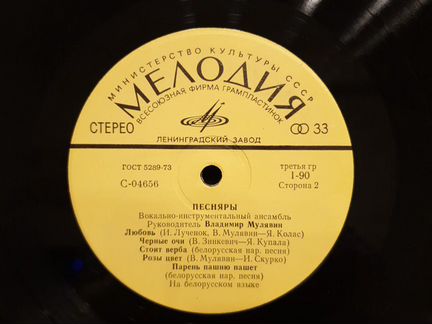 МИНИСТЕРСТВО КУЛЬТУРЫ СССР
МЕЛОДИЯ
ВСЕСОЮЗНАЯ ФИРМА ГРАМПЛАСТИНОК
СТЕРЕО
33
ЛЕНИНГРАДСКИЙ ЗАВОД
ГОСТ 5289-73
третья гр
1-90
С-04656
Сторона 2
ПЕСНЯРЫ
Вокально-инструментальный ансамбль
Руководитель Владимир Мулявин
Любовь (И. Лученок, В. Мулявин—Я. Колас)
Черные очи (В. Зинкевич—Я. Купала)
Стоит верба (белорусская нар. песня)
Розы цвет (В. Мулявин—И. Скурко)
Парень пашню пашет
(белорусская нар. песня)
На белорусском языке